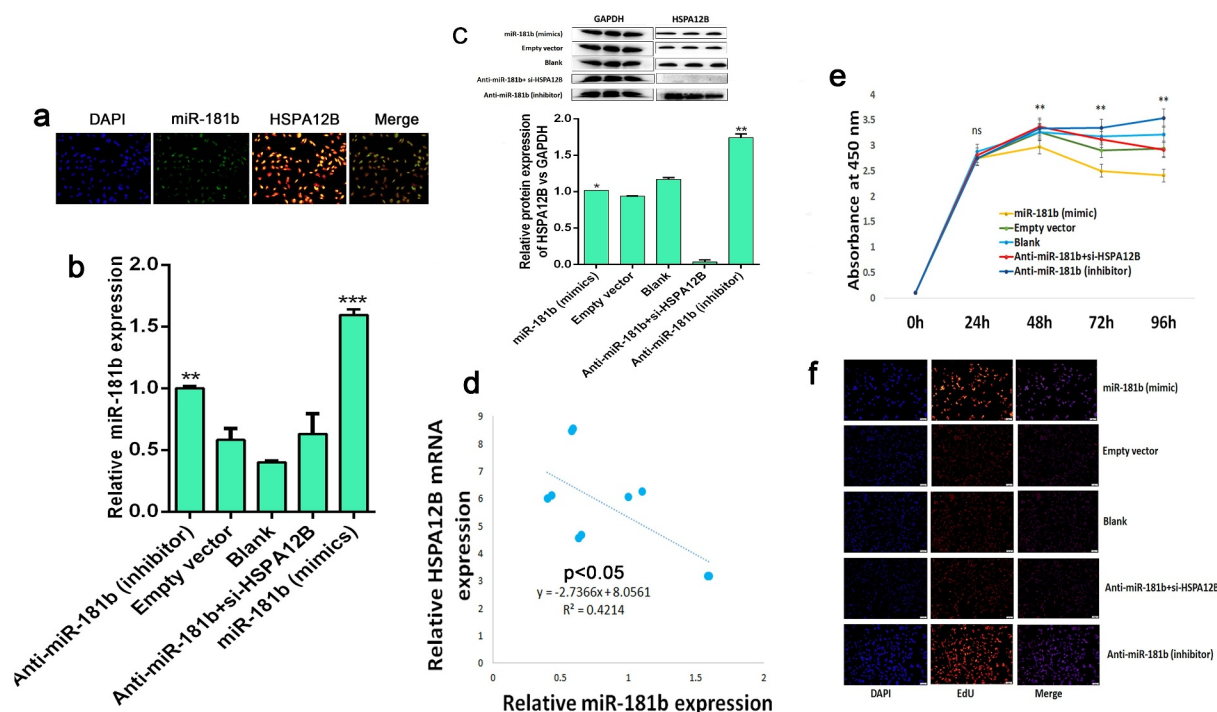 a
DAPI miR-181b HSPA12B Merge
b
Relative miR-181b expression
2.0
1.5
1.0
0.5
0.0
**
***
Anti-miR-181b (inhibitor)
Empty vector
Blank
Anti-miR-181b+si-HSPA12B
miR-181b (mimics)
c
GAPDH HSPA12B
miR-181b (mimics)
Empty vector
Blank
Anti-miR-181b+ si-HSPA12B
Anti-miR-181b (inhibitor)
Relative protein expression
of HSPA12B vs GAPDH
2.0
1.5
1.0
0.5
0.0
*
**
miR-181b (mimics)
Empty vector
Blank
Anti-miR-181b+si-HSPA12B
Anti-miR-181b (inhibitor)
d
Relative HSPA12B mRNA
expression
9
8
7
6
5
4
3
2
1
0
p<0.05
y = -2.7366x + 8.0561
R² = 0.4214
0 0.5 1 1.5 2
Relative miR-181b expression
e
Absorbance at 450 nm
4
3.5
3
2.5
2
1.5
1
0.5
0
ns ** ** **
miR-181b (mimic)
Empty vector
Blank
Anti-miR-181b+si-HSPA12B
Anti-miR-181b (inhibitor)
0h 24h 48h 72h 96h
f
miR-181b (mimic)
Empty vector
Blank
Anti-miR-181b+si-HSPA12B
Anti-miR-181b (inhibitor)
DAPI EdU Merge